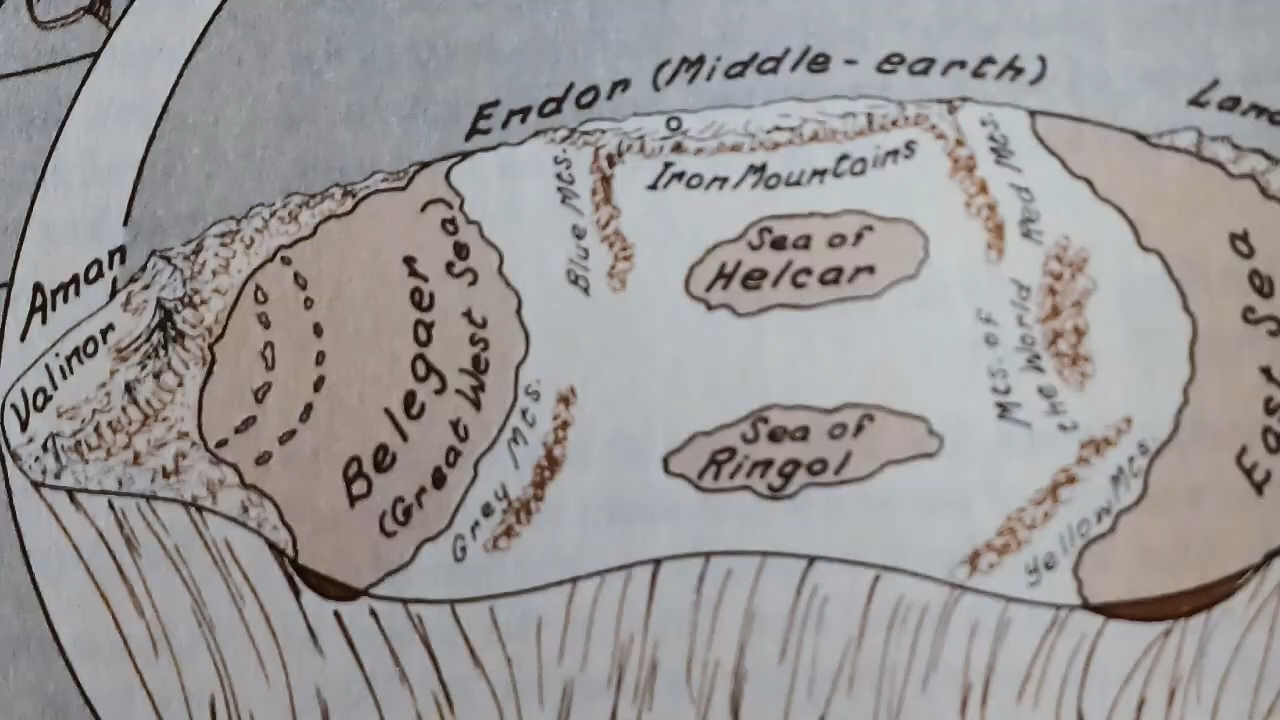 Endor (Middle-earth)
Aman
Valinor
Belegaer
(Great West Sea)
Blue Mts.
Iron Mountains
Red Mts.
Sea of
Helcar
Mts. of
the World
Grey Mts.
Sea of
Ringol
Yellow Mts.
East Sea